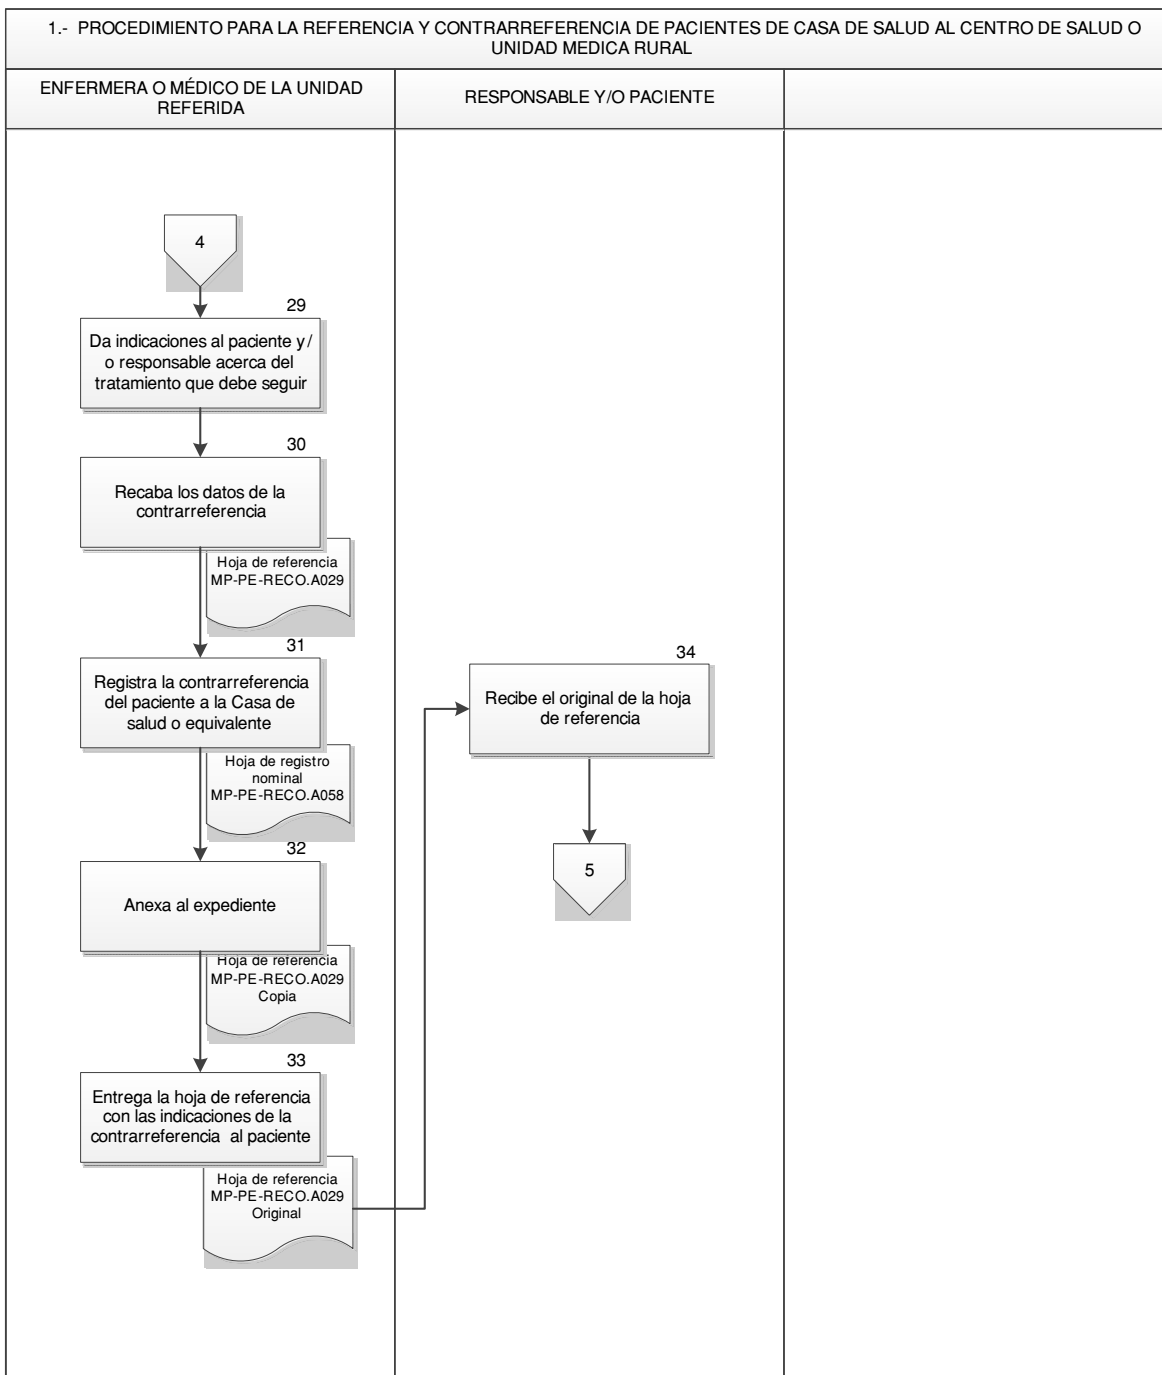 1.- PROCEDIMIENTO PARA LA REFERENCIA Y CONTRARREFERENCIA DE PACIENTES DE CASA DE SALUD AL CENTRO DE SALUD O
UNIDAD MEDICA RURAL
ENFERMERA O MÉDICO DE LA UNIDAD
REFERIDA
RESPONSABLE Y/O PACIENTE
4
29
Da indicaciones al paciente y /
o responsable acerca del
tratamiento que debe seguir
30
Recaba los datos de la
contrarreferencia
Hoja de referencia
MP-PE-RECO.A029
31
Registra la contrarreferencia
del paciente a la Casa de
salud o equivalente
Hoja de registro
nominal
MP-PE-RECO.A058
32
Anexa al expediente
Hoja de referencia
MP-PE-RECO.A029
Copia
33
Entrega la hoja de referencia
con las indicaciones de la
contrarreferencia al paciente
Hoja de referencia
MP-PE-RECO.A029
Original
34
Recibe el original de la hoja
de referencia
5